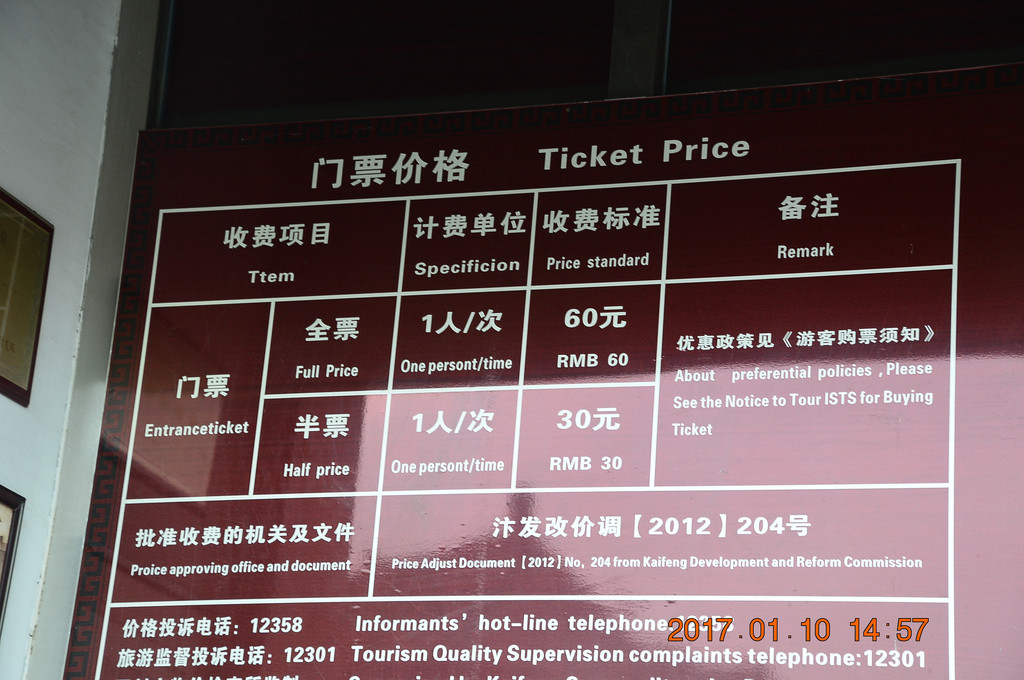 门票价格 Ticket Price
收费项目 计费单位 收费标准 备注
Ttem Specificion Price standard Remark
全票 1人/次 60元
Full Price One persont/time RMB 60
门票
Entranceticket
半票 1人/次 30元
Half price One persont/time RMB 30
优惠政策见《游客购票须知》
About preferential policies , Please
See the Notice to Tour ISTS for Buying
Ticket
批准收费的机关及文件 汴发改价调【2012】204号
Proice approving office and document Price Adjust Document【2012】No, 204 from Kaifeng Development and Reform Commission
价格投诉电话：12358 Informants' hot-line telephone
旅游监督投诉电话：12301 Tourism Quality Supervision complaints telephone:12301
2017.01.10 14:57